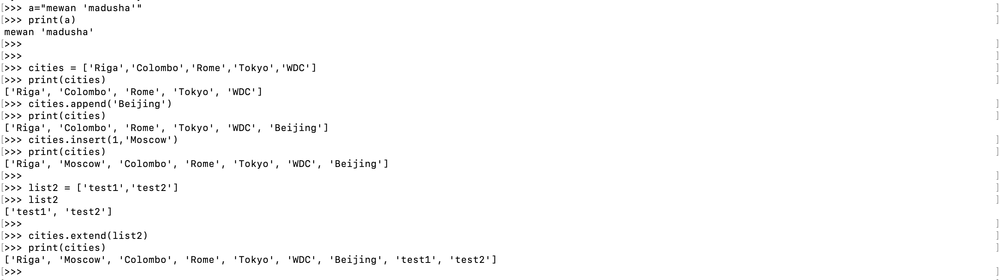 [>>> a="mewan 'madusha'" ]
[>>> print(a) ]
mewan 'madusha'
[>>> ]
[>>> ]
[>>> cities = ['Riga','Colombo','Rome','Tokyo','WDC'] ]
[>>> print(cities) ]
['Riga', 'Colombo', 'Rome', 'Tokyo', 'WDC']
[>>> cities.append('Beijing') ]
[>>> print(cities) ]
['Riga', 'Colombo', 'Rome', 'Tokyo', 'WDC', 'Beijing']
[>>> cities.insert(1,'Moscow') ]
[>>> print(cities) ]
['Riga', 'Moscow', 'Colombo', 'Rome', 'Tokyo', 'WDC', 'Beijing']
[>>> ]
[>>> list2 = ['test1','test2'] ]
[>>> list2 ]
['test1', 'test2']
[>>> ]
[>>> cities.extend(list2) ]
[>>> print(cities) ]
['Riga', 'Moscow', 'Colombo', 'Rome', 'Tokyo', 'WDC', 'Beijing', 'test1', 'test2']
[>>> ]